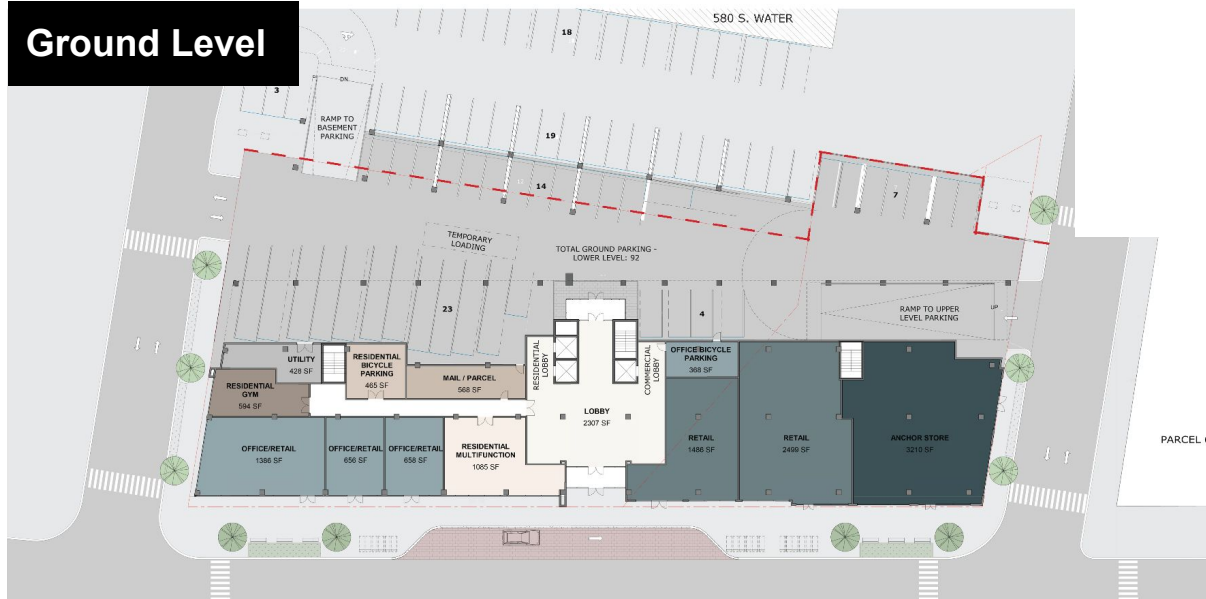 Ground Level
580 S. WATER
18
3
DN
RAMP TO
BASEMENT
PARKING
19
14
7
TEMPORARY
LOADING
TOTAL GROUND PARKING -
LOWER LEVEL: 92
23
4
RAMP TO UPPER
LEVEL PARKING
UP
UTILITY
428 SF
RESIDENTIAL
BICYCLE
PARKING
465 SF
RESIDENTIAL
GYM
594 SF
MAIL / PARCEL
568 SF
RESIDENTIAL
LOBBY
COMMERCIAL
LOBBY
OFFICE BICYCLE
PARKING
368 SF
LOBBY
2307 SF
OFFICE/RETAIL
1386 SF
OFFICE/RETAIL
656 SF
OFFICE/RETAIL
658 SF
RESIDENTIAL
MULTIFUNCTION
1085 SF
RETAIL
1486 SF
RETAIL
2499 SF
ANCHOR STORE
3210 SF
PARCEL